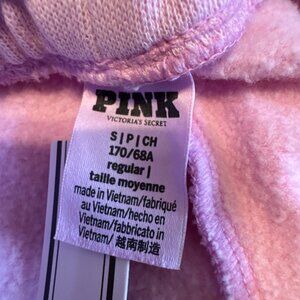 PINK
VICTORIA'S SECRET
S | P | CH
170/68A
regular |
taille moyenne
made in Vietnam/fabriqué
au Vietnam/hecho en
Vietnam/fabbricato in
Vietnam/ 越南制造